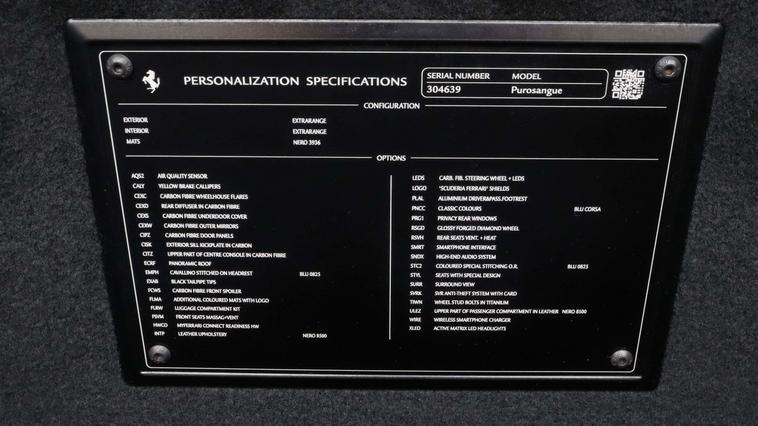 PERSONALIZATION SPECIFICATIONS
SERIAL NUMBER MODEL
304639 Purosangue
CONFIGURATION
EXTERIOR EXTRARANGE
INTERIOR EXTRARANGE
MATS NERO 3936
OPTIONS
AQS2 AIR QUALITY SENSOR
CALY YELLOW BRAKE CALLIPERS
CEXC CARBON FIBRE WHEELHOUSE FLARES
CEXD REAR DIFFUSER IN CARBON FIBRE
CEXS CARBON FIBRE UNDERDOOR COVER
CEXW CARBON FIBRE OUTER MIRRORS
CIPZ CARBON FIBRE DOOR PANELS
CISK EXTERIOR SILL KICKPLATE IN CARBON
CITZ UPPER PART OF CENTRE CONSOLE IN CARBON FIBRE
ECRF PANORAMIC ROOF
EMPH CAVALLINO STITCHED ON HEADREST BLU 0825
EXAB BLACK TAILPIPE TIPS
FCWS CARBON FIBRE FRONT SPOILER
FLMA ADDITIONAL COLOURED MATS WITH LOGO
FLRW LUGGAGE COMPARTMENT KIT
FSVM FRONT SEATS MASSAG+VENT
HWCO MYFERRARI CONNECT READINESS HW
INTP LEATHER UPHOLSTERY NERO 8500
LEDS CARB. FIB. STEERING WHEEL + LEDS
LOGO "SCUDERIA FERRARI" SHIELDS
PLAL ALUMINIUM DRIVER&PASS.FOOTREST
PNCC CLASSIC COLOURS BLU CORSA
PRG1 PRIVACY REAR WINDOWS
RSGD GLOSSY FORGED DIAMOND WHEEL
RSVH REAR SEATS VENT. + HEAT
SMRT SMARTPHONE INTERFACE
SNDX HIGH-END AUDIO SYSTEM
STC2 COLOURED SPECIAL STITCHING O.R. BLU 0825
STYL SEATS WITH SPECIAL DESIGN
SURR SURROUND VIEW
SVRK SVR ANTI-THEFT SYSTEM WITH CARD
TIWN WHEEL STUD BOLTS IN TITANIUM
ULEZ UPPER PART OF PASSENGER COMPARTMENT IN LEATHER NERO 8500
WIRE WIRELESS SMARTPHONE CHARGER
XLED ACTIVE MATRIX LED HEADLIGHTS